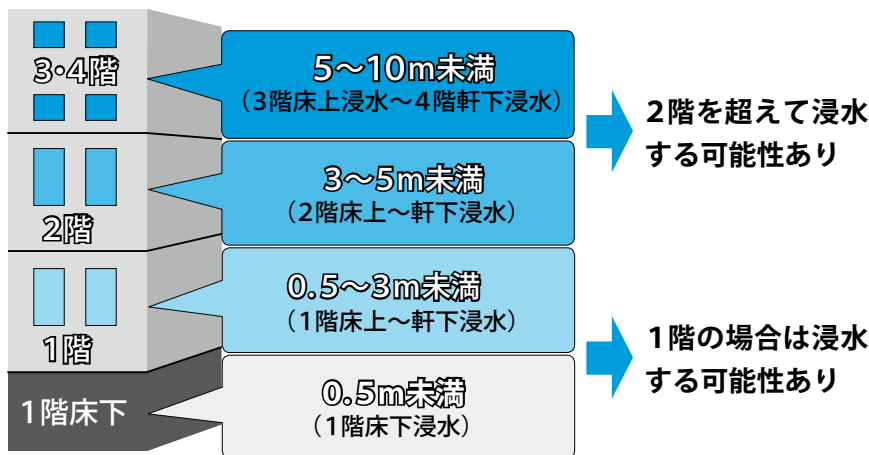 3・4階
5〜10m未満
（3階床上浸水〜4階軒下浸水）
2階を超えて浸水
する可能性あり
2階
3〜5m未満
（2階床上〜軒下浸水）
1階
0.5〜3m未満
（1階床上〜軒下浸水）
1階の場合は浸水
する可能性あり
1階床下
0.5m未満
（1階床下浸水）